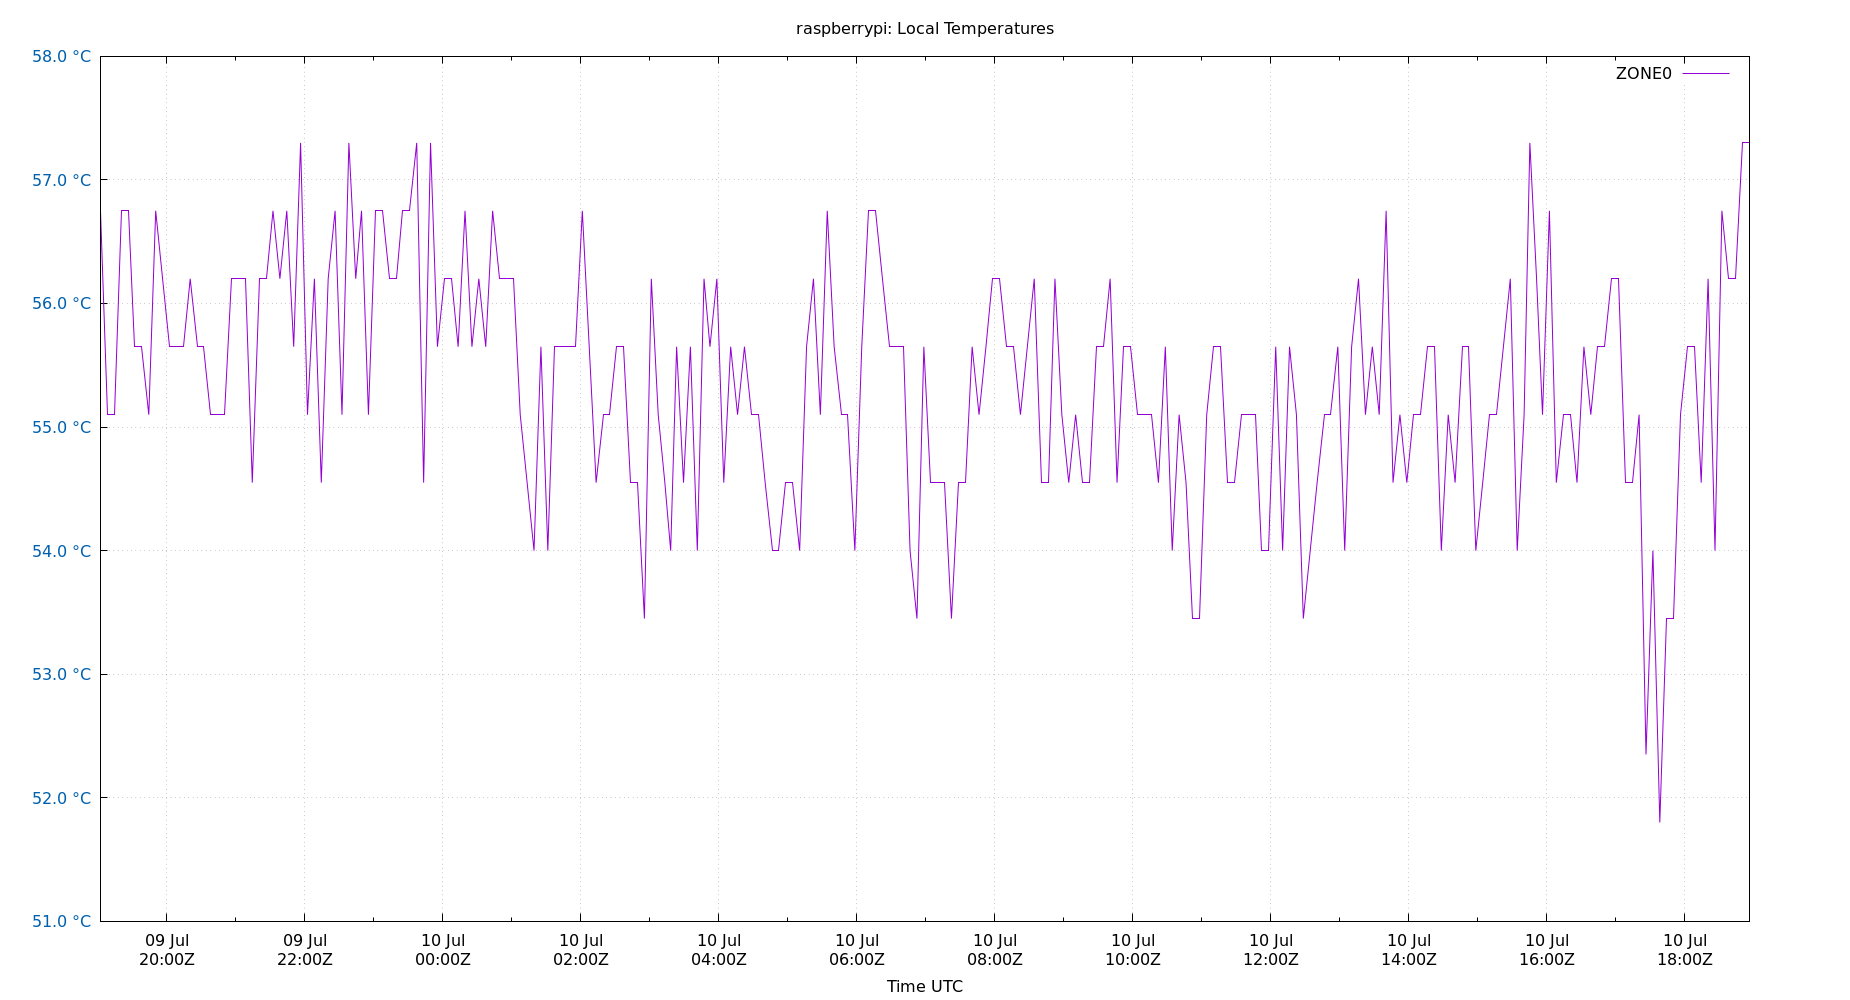 raspberrypi: Local Temperatures
58.0 °C
ZONE0
57.0 °C
56.0 °C
55.0 °C
54.0 °C
53.0 °C
52.0 °C
51.0 °C
09 Jul 09 Jul 10 Jul 10 Jul 10 Jul 10 Jul 10 Jul 10 Jul 10 Jul 10 Jul 10 Jul 10 Jul
20:00Z 22:00Z 00:00Z 02:00Z 04:00Z 06:00Z 08:00Z 10:00Z 12:00Z 14:00Z 16:00Z 18:00Z
Time UTC